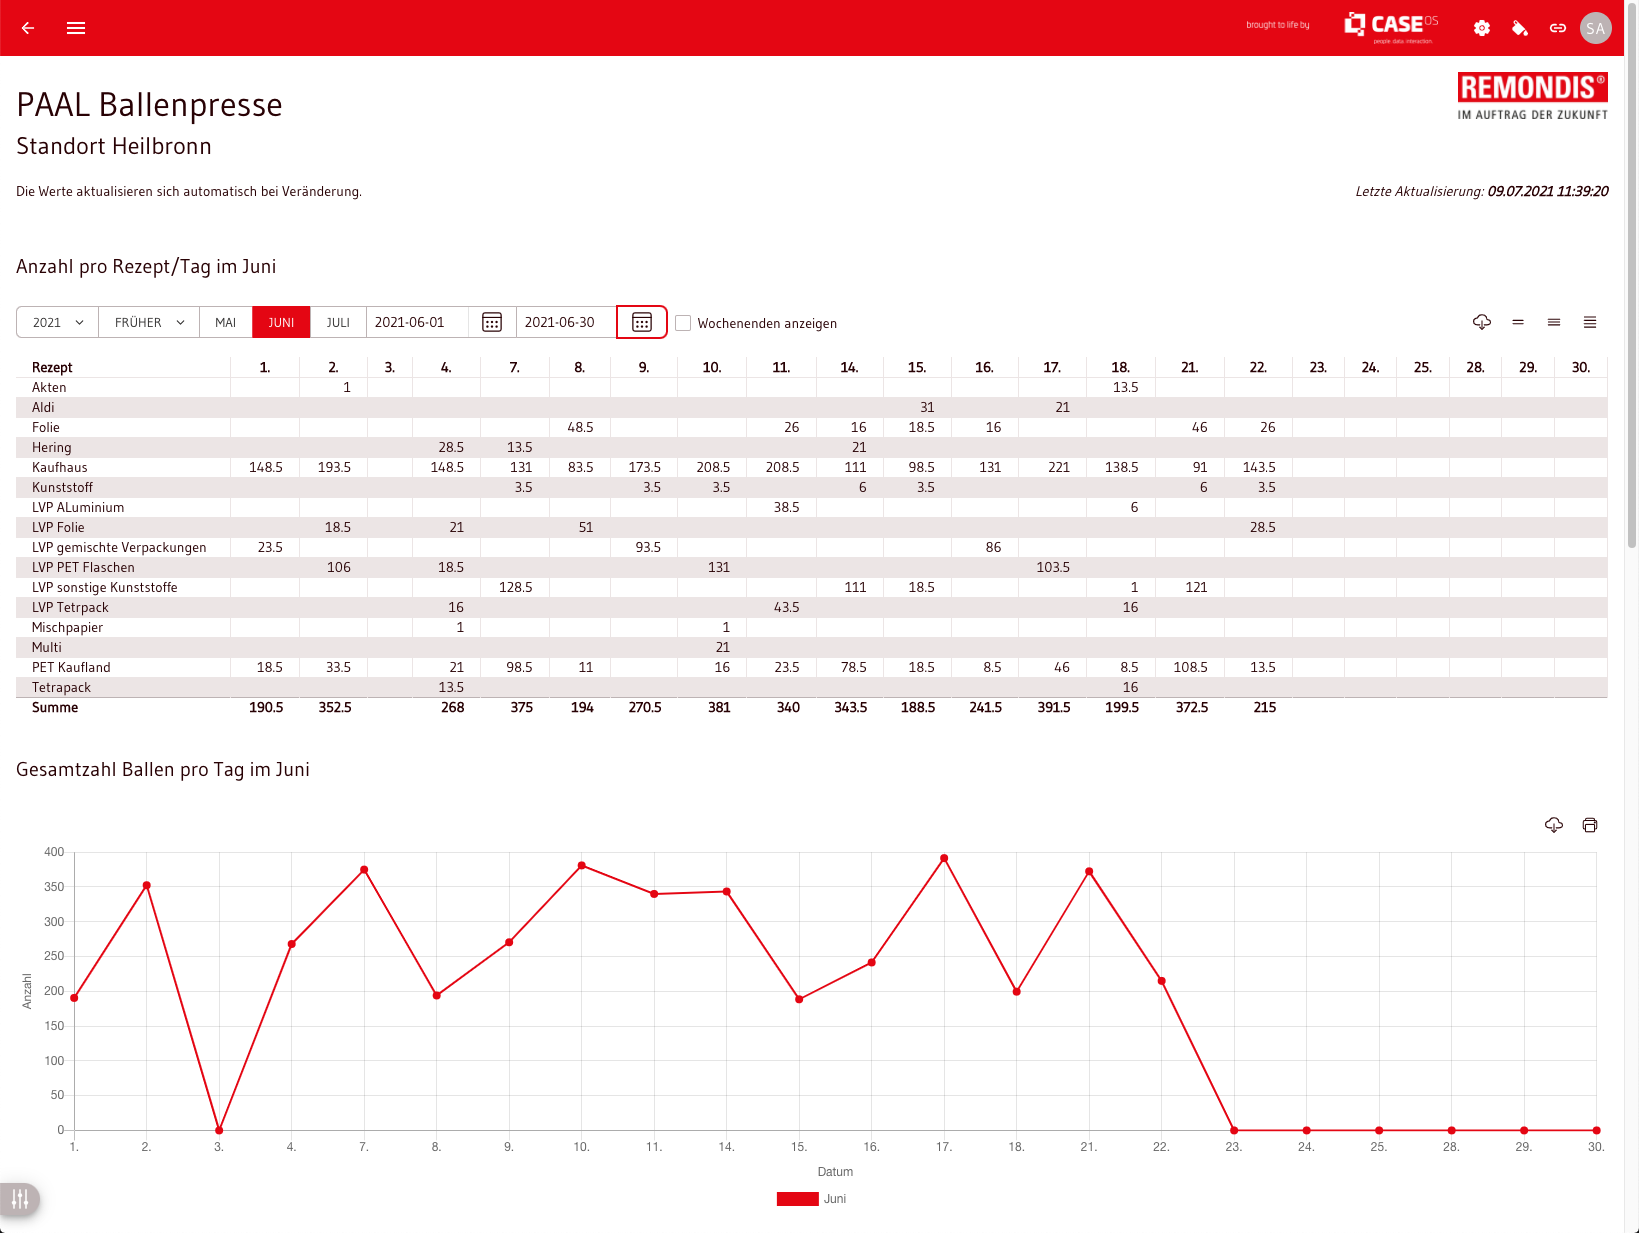 brought to life by CASE OS
people. data. interaction.
SA
PAAL Ballenpresse
REMONDIS®
IM AUFTRAG DER ZUKUNFT
Standort Heilbronn
Die Werte aktualisieren sich automatisch bei Veränderung.
Letzte Aktualisierung: 09.07.2021 11:39:20
Anzahl pro Rezept/Tag im Juni
2021 FRÜHER MAI JUNI JULI 2021-06-01 2021-06-30 Wochenenden anzeigen
Rezept 1. 2. 3. 4. 7. 8. 9. 10. 11. 14. 15. 16. 17. 18. 21. 22. 23. 24. 25. 28. 29. 30.
Akten 1 13.5
Aldi 31 21
Folie 48.5 26 16 18.5 16 46 26
Hering 28.5 13.5 21
Kaufhaus 148.5 193.5 148.5 131 83.5 173.5 208.5 208.5 111 98.5 131 221 138.5 91 143.5
Kunststoff 3.5 3.5 3.5 6 3.5 6 3.5
LVP ALuminium 38.5 6
LVP Folie 18.5 21 51 28.5
LVP gemischte Verpackungen 23.5 93.5 86
LVP PET Flaschen 106 18.5 131 103.5
LVP sonstige Kunststoffe 128.5 111 18.5 1 121
LVP Tetrpack 16 43.5 16
Mischpapier 1 1
Multi 21
PET Kaufland 18.5 33.5 21 98.5 11 16 23.5 78.5 18.5 8.5 46 8.5 108.5 13.5
Tetrapack 13.5 16
Summe 190.5 352.5 268 375 194 270.5 381 340 343.5 188.5 241.5 391.5 199.5 372.5 215
Gesamtzahl Ballen pro Tag im Juni
400
350
300
250
200
150
100
50
0
Anzahl
1. 2. 3. 4. 7. 8. 9. 10. 11. 14. 15. 16. 17. 18. 21. 22. 23. 24. 25. 28. 29. 30.
Datum
Juni